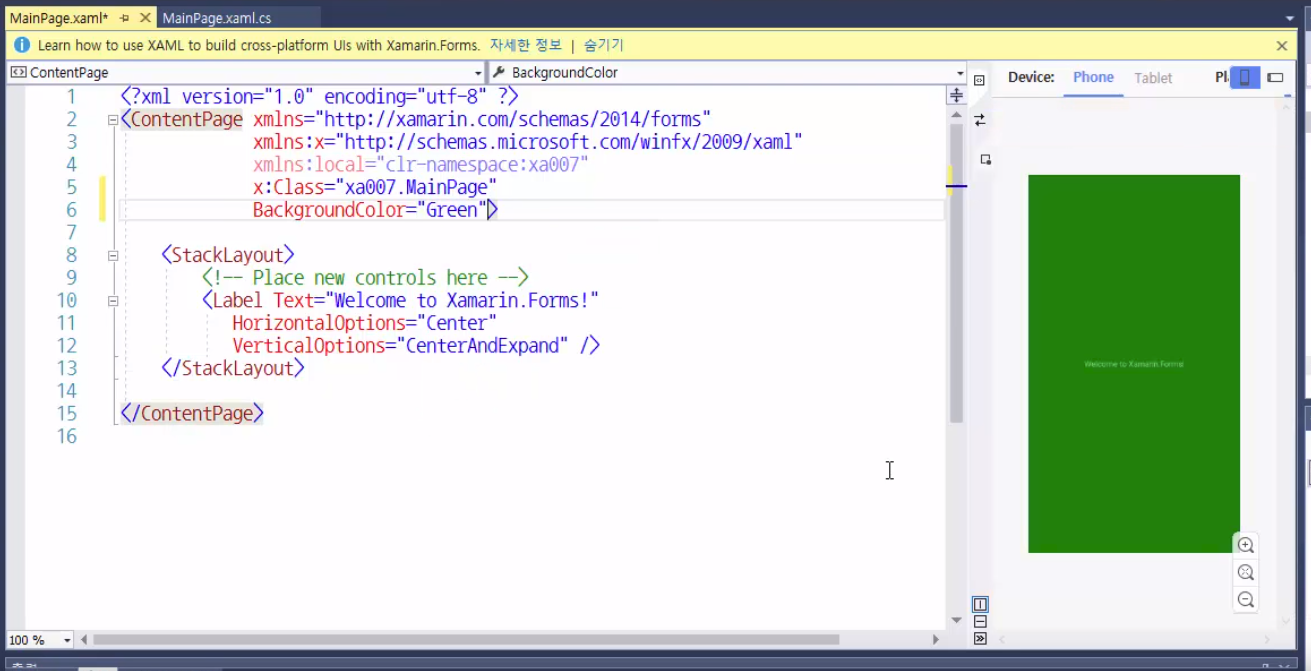 MainPage.xaml*
MainPage.xaml.cs
Learn how to use XAML to build cross-platform UIs with Xamarin.Forms. 자세한 정보 | 숨기기
ContentPage
BackgroundColor
Device: Phone Tablet Pl
1 <?xml version="1.0" encoding="utf-8" ?>
2 <ContentPage xmlns="http://xamarin.com/schemas/2014/forms"
3 xmlns:x="http://schemas.microsoft.com/winfx/2009/xaml"
4 xmlns:local="clr-namespace:xa007"
5 x:Class="xa007.MainPage"
6 BackgroundColor="Green">
7
8 <StackLayout>
9 <!-- Place new controls here -->
10 <Label Text="Welcome to Xamarin.Forms!"
11 HorizontalOptions="Center"
12 VerticalOptions="CenterAndExpand" />
13 </StackLayout>
14
15 </ContentPage>
16
Welcome to Xamarin.Forms!
100 %